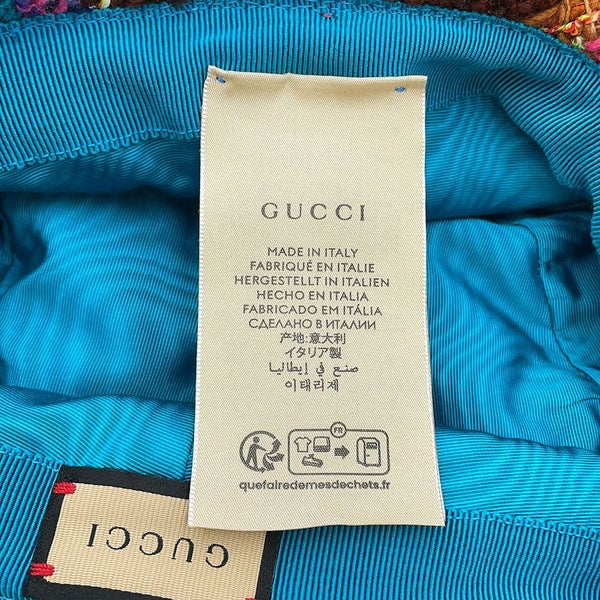 GUCCI
MADE IN ITALY
FABRIQUÉ EN ITALIE
HERGESTELLT IN ITALIEN
HECHO EN ITALIA
FABRICADO EM ITÁLIA
СДЕЛАНО В ИТАЛИИ
产地:意大利
イタリア製
صنع في إيطاليا
이태리제
FR
quefairedemesdechets.fr
GUCCI